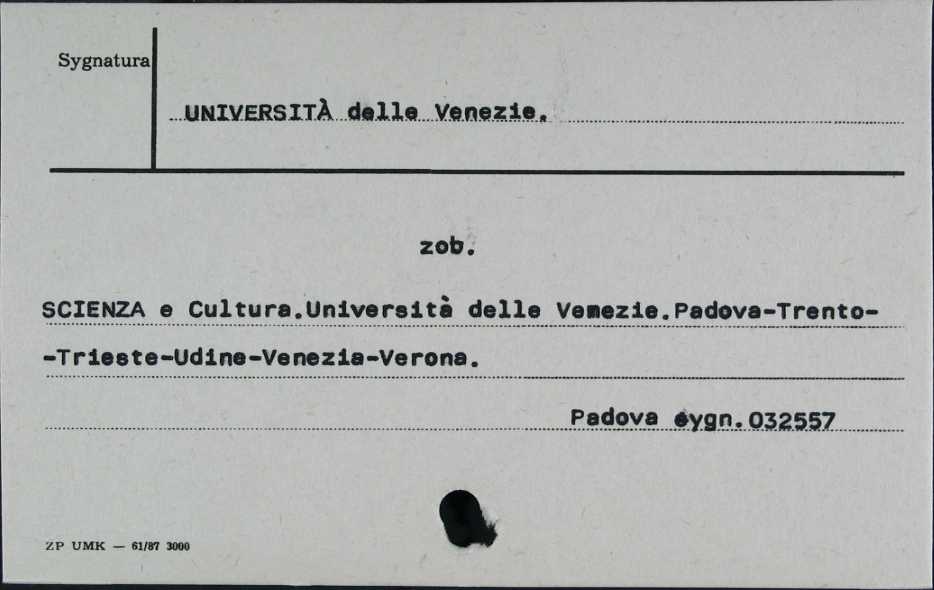 Sygnatura
UNIVERSITÀ delle Venezie.
zob.
SCIENZA e Cultura.Università delle Venezie.Padova-Trento-
-Trieste-Udine-Venezia-Verona.
Padova sygn.032557
ZP UMK — 61/87 3000